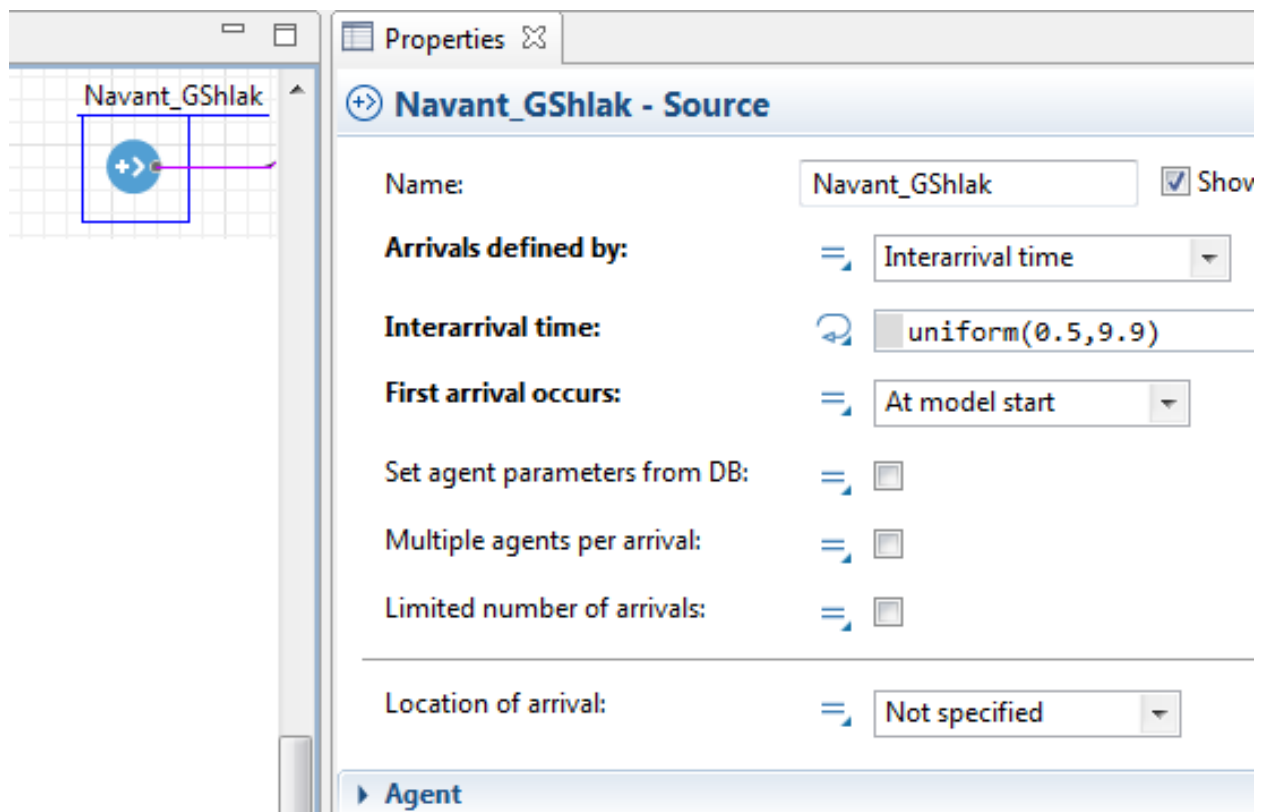 Navant_GShlak
Properties
Navant_GShlak - Source
Name: Navant_GShlak Show
Arrivals defined by: Interarrival time
Interarrival time: uniform(0.5,9.9)
First arrival occurs: At model start
Set agent parameters from DB:
Multiple agents per arrival:
Limited number of arrivals:
Location of arrival: Not specified
Agent